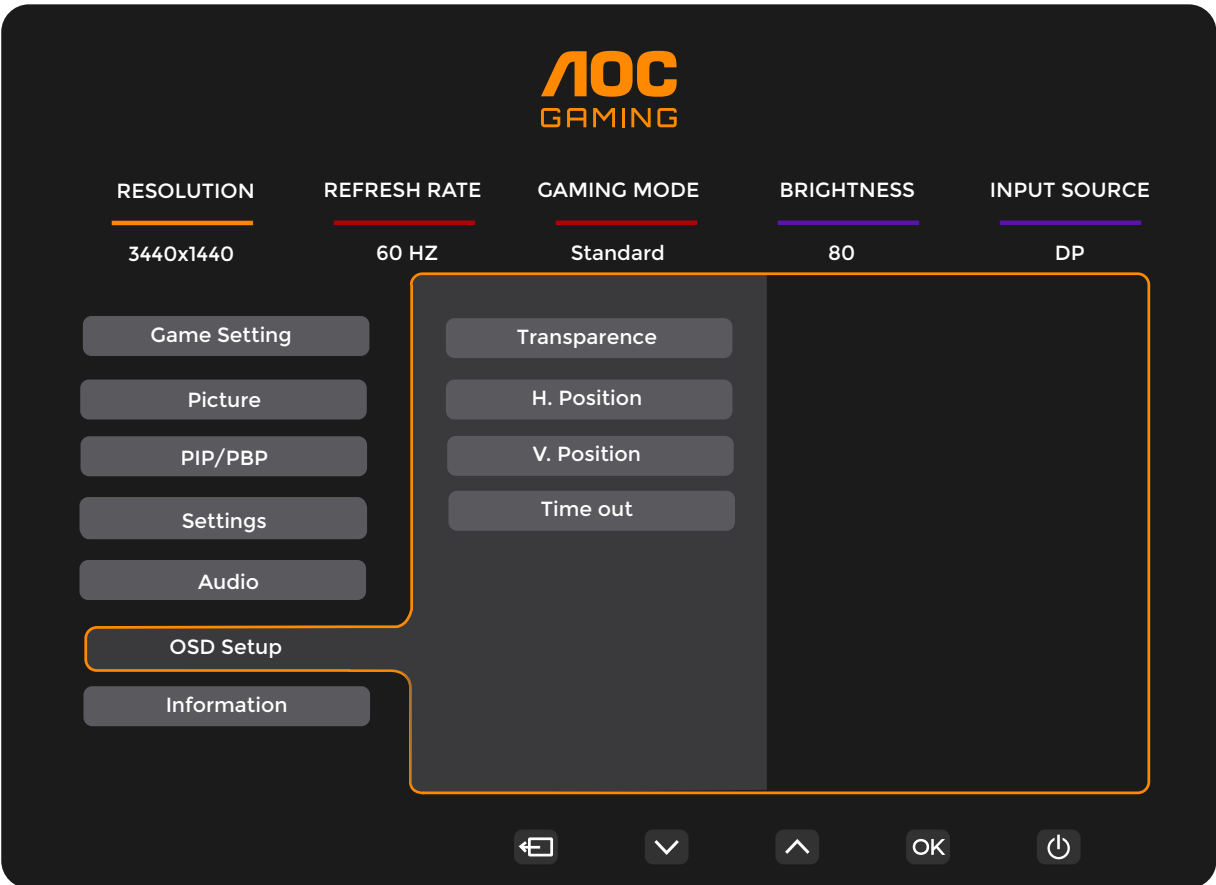 AOC
GAMING
RESOLUTION REFRESH RATE GAMING MODE BRIGHTNESS INPUT SOURCE
3440x1440 60 HZ Standard 80 DP
Game Setting
Picture
PIP/PBP
Settings
Audio
OSD Setup
Information
Transparence
H. Position
V. Position
Time out
OK